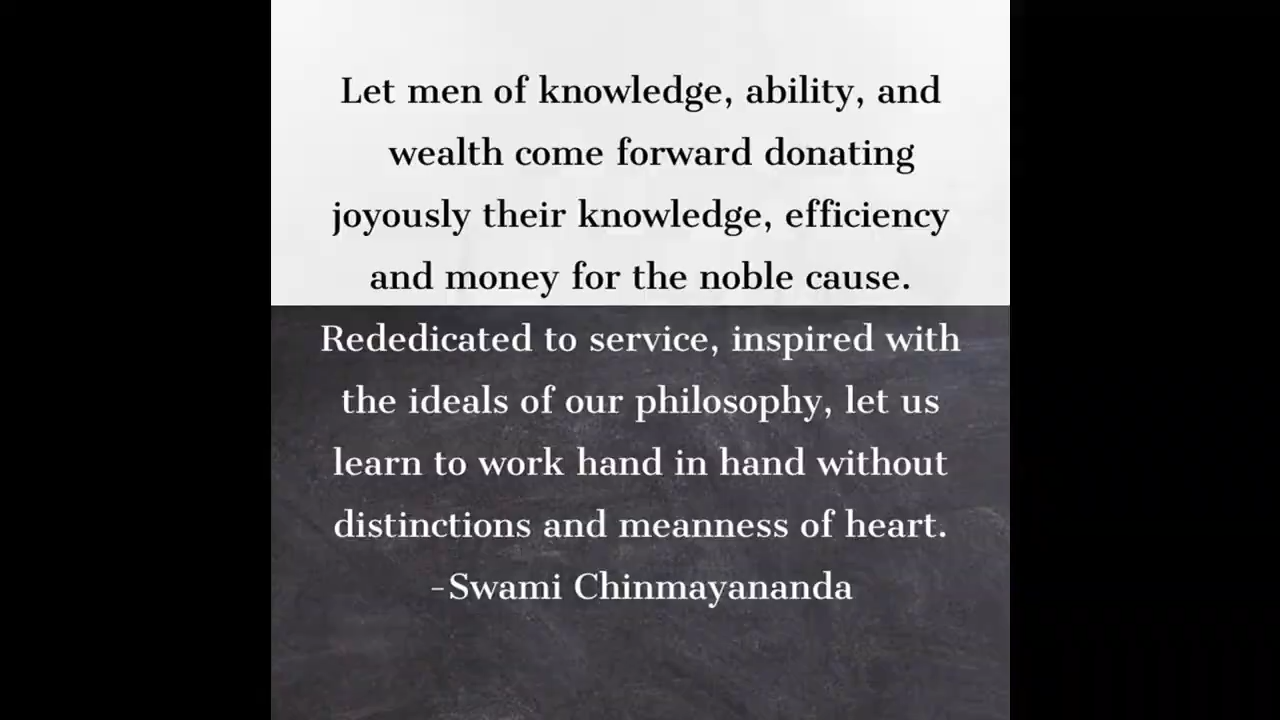 Let men of knowledge, ability, and
wealth come forward donating
joyously their knowledge, efficiency
and money for the noble cause.
Rededicated to service, inspired with
the ideals of our philosophy, let us
learn to work hand in hand without
distinctions and meanness of heart.
-Swami Chinmayananda